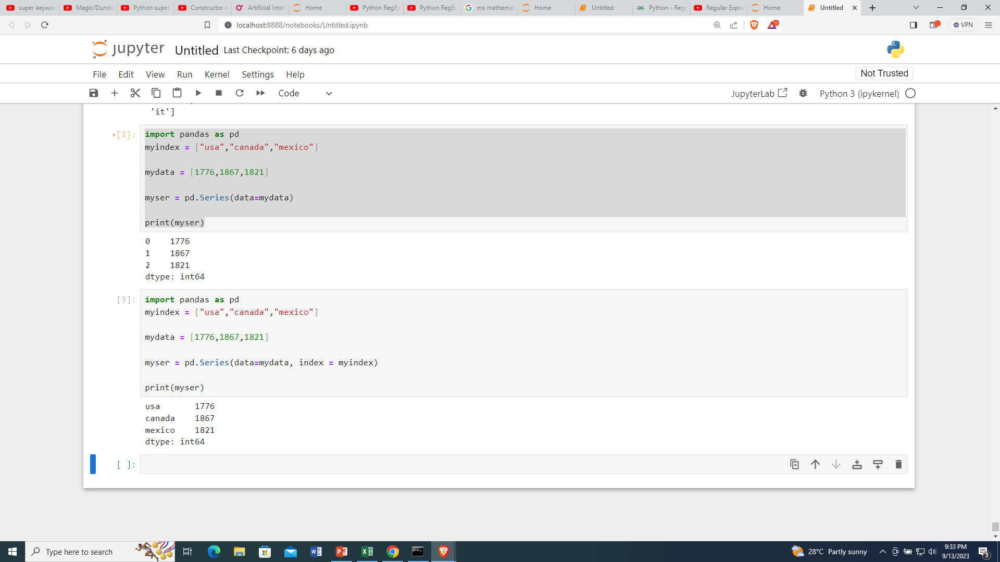 super keyword
Magic/Dunde
Python super
Constructor w
Artificial Intell
Home
Python RegEx
Python RegEx
ms mathemat
Home
Untitled
Python - Rege
Regular Expre
Home
Untitled
localhost:8888/notebooks/Untitled.ipynb
1
VPN
jupyter Untitled Last Checkpoint: 6 days ago
File Edit View Run Kernel Settings Help
Not Trusted
Code
JupyterLab
Python 3 (ipykernel)
'it']
[2]:
import pandas as pd
myindex = ["usa","canada","mexico"]
mydata = [1776,1867,1821]
myser = pd.Series(data=mydata)
print(myser)
0    1776
1    1867
2    1821
dtype: int64
[3]:
import pandas as pd
myindex = ["usa","canada","mexico"]
mydata = [1776,1867,1821]
myser = pd.Series(data=mydata, index = myindex)
print(myser)
usa       1776
canada    1867
mexico    1821
dtype: int64
[ ]:
Type here to search
28°C Partly sunny
9:33 PM
9/13/2023
3